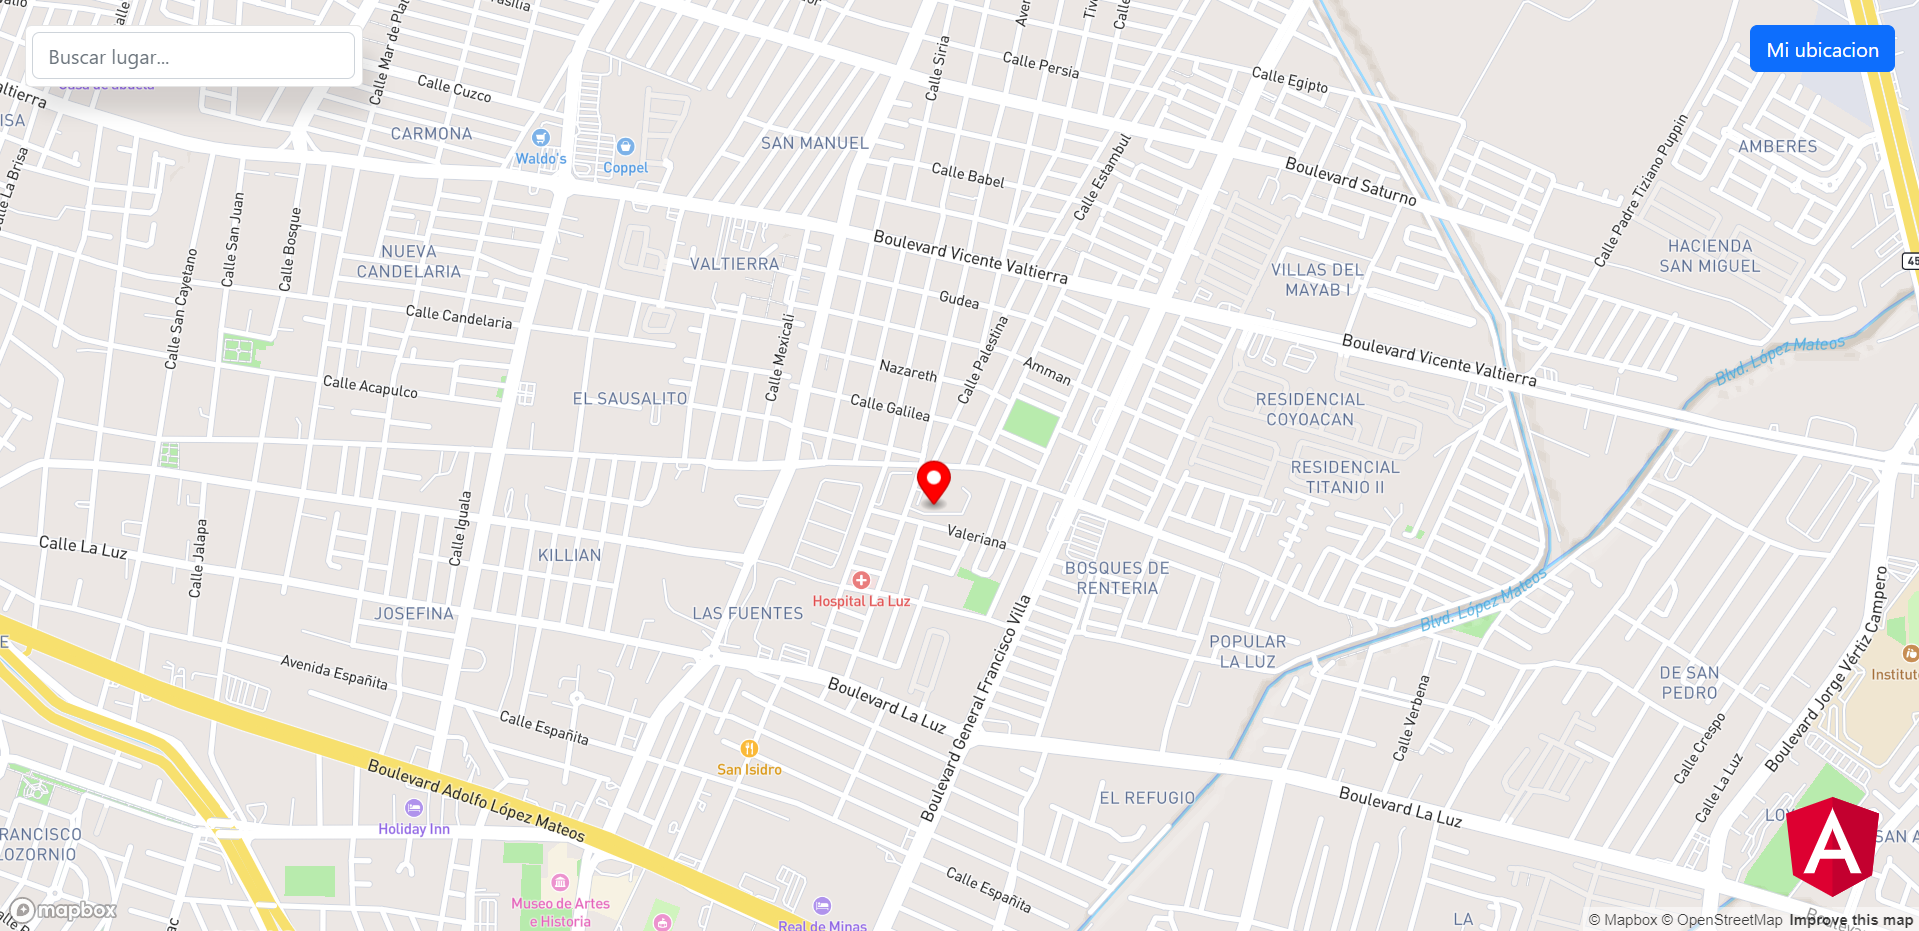 Buscar lugar...
Mi ubicacion
Calle Mar de Plat
Calle Siria
Calle Persia
Calle Egipto
Calle Cuzco
CARMONA
Waldo's
Coppel
SAN MANUEL
Calle Babel
Calle Estambul
Boulevard Saturno
Calle Padre Tiziano Puppin
AMBERES
Calle San Juan
Calle Bosque
NUEVA
CANDELARIA
VALTIERRA
Boulevard Vicente Valtierra
VILLAS DEL
MAYAB I
HACIENDA
SAN MIGUEL
45
Calle San Cayetano
Calle Candelaria
Gudea
Calle Mexicali
Calle Palestina
Amman
Nazareth
Boulevard Vicente Valtierra
Blvd. López Mateos
Calle Acapulco
EL SAUSALITO
Calle Galilea
RESIDENCIAL
COYOACAN
RESIDENCIAL
TITANIO II
Calle Iguala
Calle Jalapa
Calle La Luz
KILLIAN
Valeriana
BOSQUES DE
RENTERIA
Hospital La Luz
JOSEFINA
LAS FUENTES
Blvd. López Mateos
Calle La Brisa
Boulevard General Francisco Villa
POPULAR
LA LUZ
Boulevard Jorge Vértiz Campero
Institut
DE SAN
PEDRO
Avenida Españita
Calle Españita
Boulevard La Luz
Calle Verbena
Calle Crespo
Calle La Luz
San Isidro
Boulevard Adolfo López Mateos
EL REFUGIO
Boulevard La Luz
Holiday Inn
RANCISCO
LOZORNIO
LO
SAN A
A
Calle Españita
Museo de Artes
e Historia
Real de Minas
LA
mapbox
© Mapbox © OpenStreetMap Improve this map